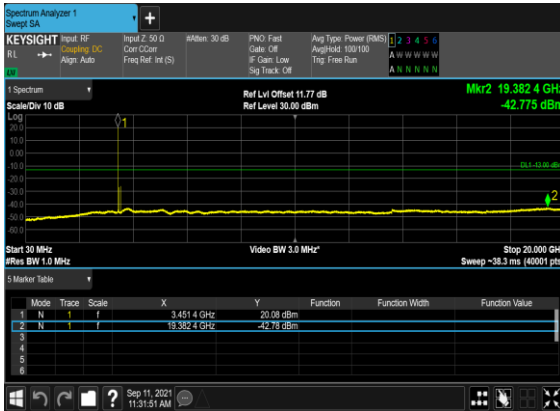 Spectrum Analyzer 1
Swept SA
+
KEYSIGHT Input: RF Input Z: 50 Ω #Atten: 30 dB PNO: Fast Avg Type: Power (RMS) 1 2 3 4 5 6
RL Coupling: DC Corr CCorr Gate: Off Avg|Hold: 100/100 A W W W W W
Align: Auto Freq Ref: Int (S) IF Gain: Low Trig: Free Run
Sig Track: Off A N N N N N
1 Spectrum Ref Lvl Offset 11.77 dB Mkr2 19.382 4 GHz
Scale/Div 10 dB Ref Level 30.00 dBm -42.775 dBm
Log
20.0
10.0
0.00
-10.0
-20.0
-30.0
-40.0
-50.0
-60.0
1
DL1 -13.00 dBm
2
Start 30 MHz Video BW 3.0 MHz* Stop 20.000 GHz
#Res BW 1.0 MHz Sweep ~38.3 ms (40001 pts)
5 Marker Table
Mode Trace Scale X Y Function Function Width Function Value
1 N 1 f 3.451 4 GHz 20.08 dBm
2 N 1 f 19.382 4 GHz -42.78 dBm
3
4
5
6
? Sep 11, 2021
11:31:51 AM